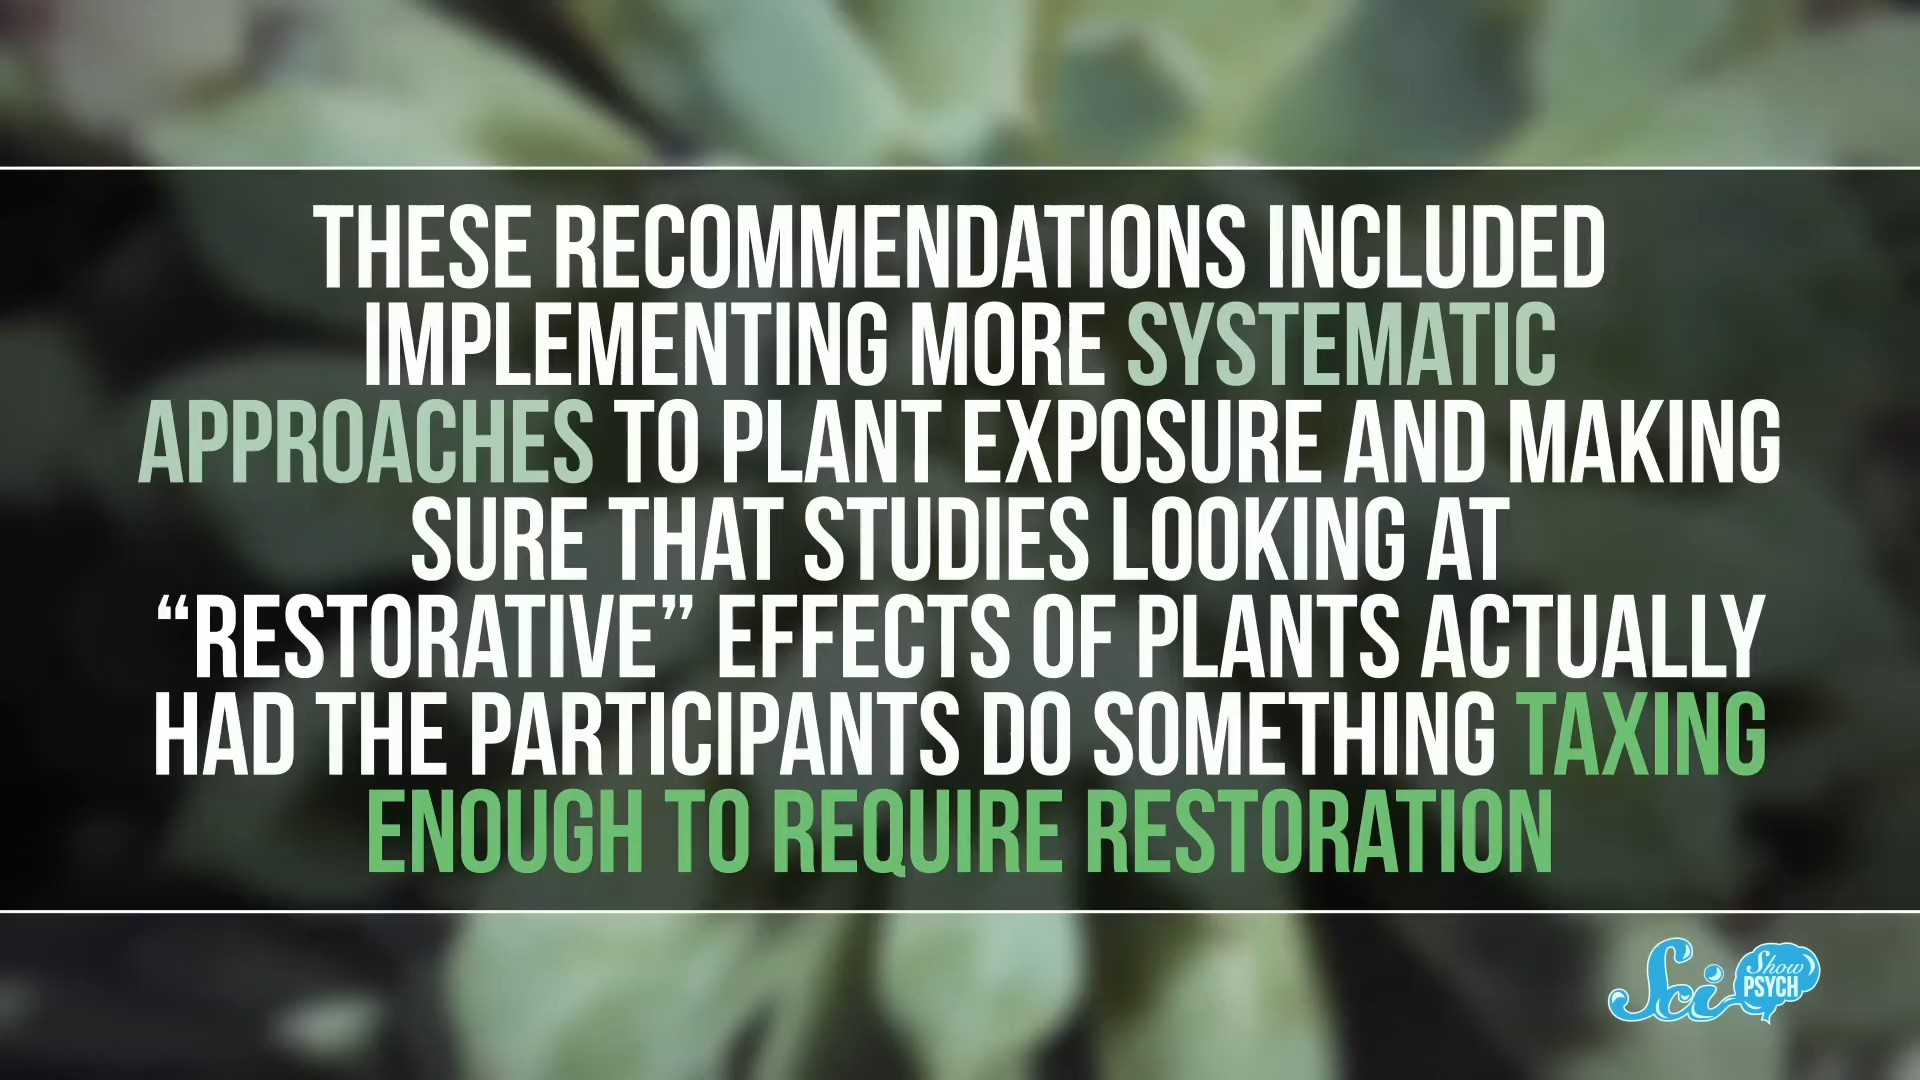 THESE RECOMMENDATIONS INCLUDED
IMPLEMENTING MORE SYSTEMATIC
APPROACHES TO PLANT EXPOSURE AND MAKING
SURE THAT STUDIES LOOKING AT
“RESTORATIVE” EFFECTS OF PLANTS ACTUALLY
HAD THE PARTICIPANTS DO SOMETHING TAXING
ENOUGH TO REQUIRE RESTORATION
Sci Show
PSYCH